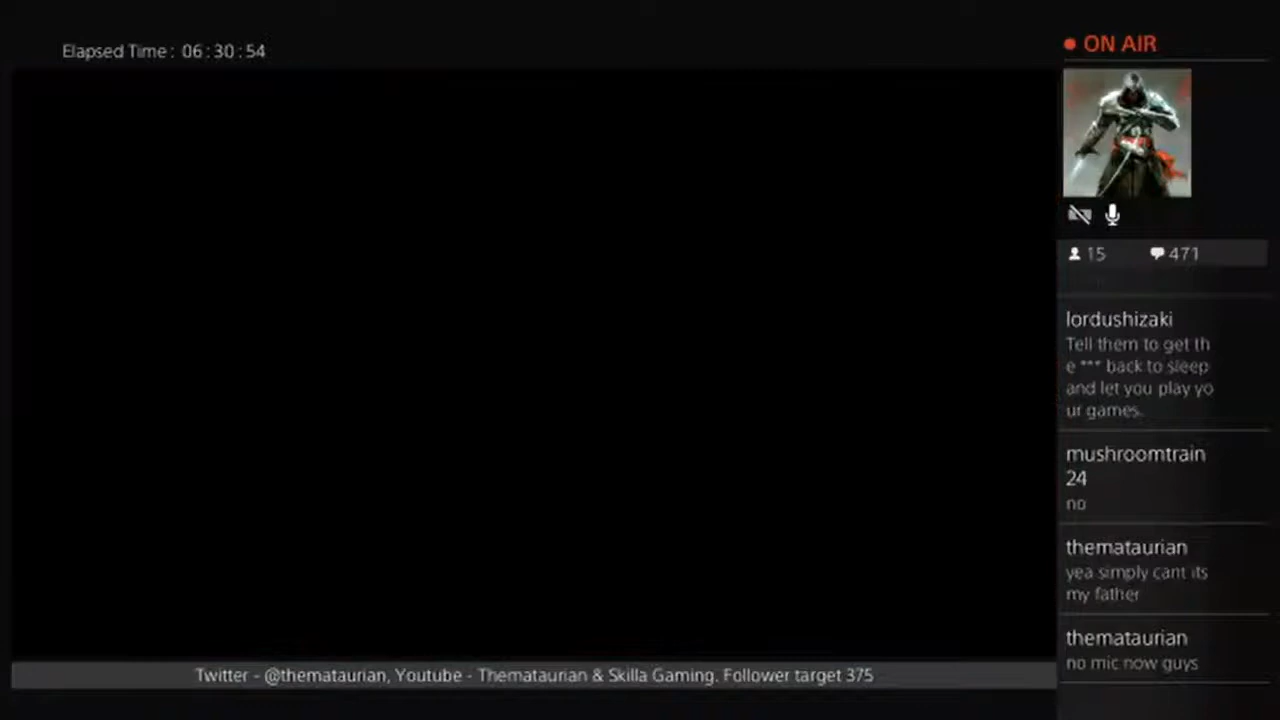 Elapsed Time : 06 : 30 : 54
ON AIR
15 471
lordushizaki
Tell them to get th
e *** back to sleep
and let you play yo
ur games.
mushroomtrain
24
no
themataurian
yea simply cant its
my father
themataurian
no mic now guys
Twitter - @themataurian, Youtube - Themataurian & Skilla Gaming. Follower target 375